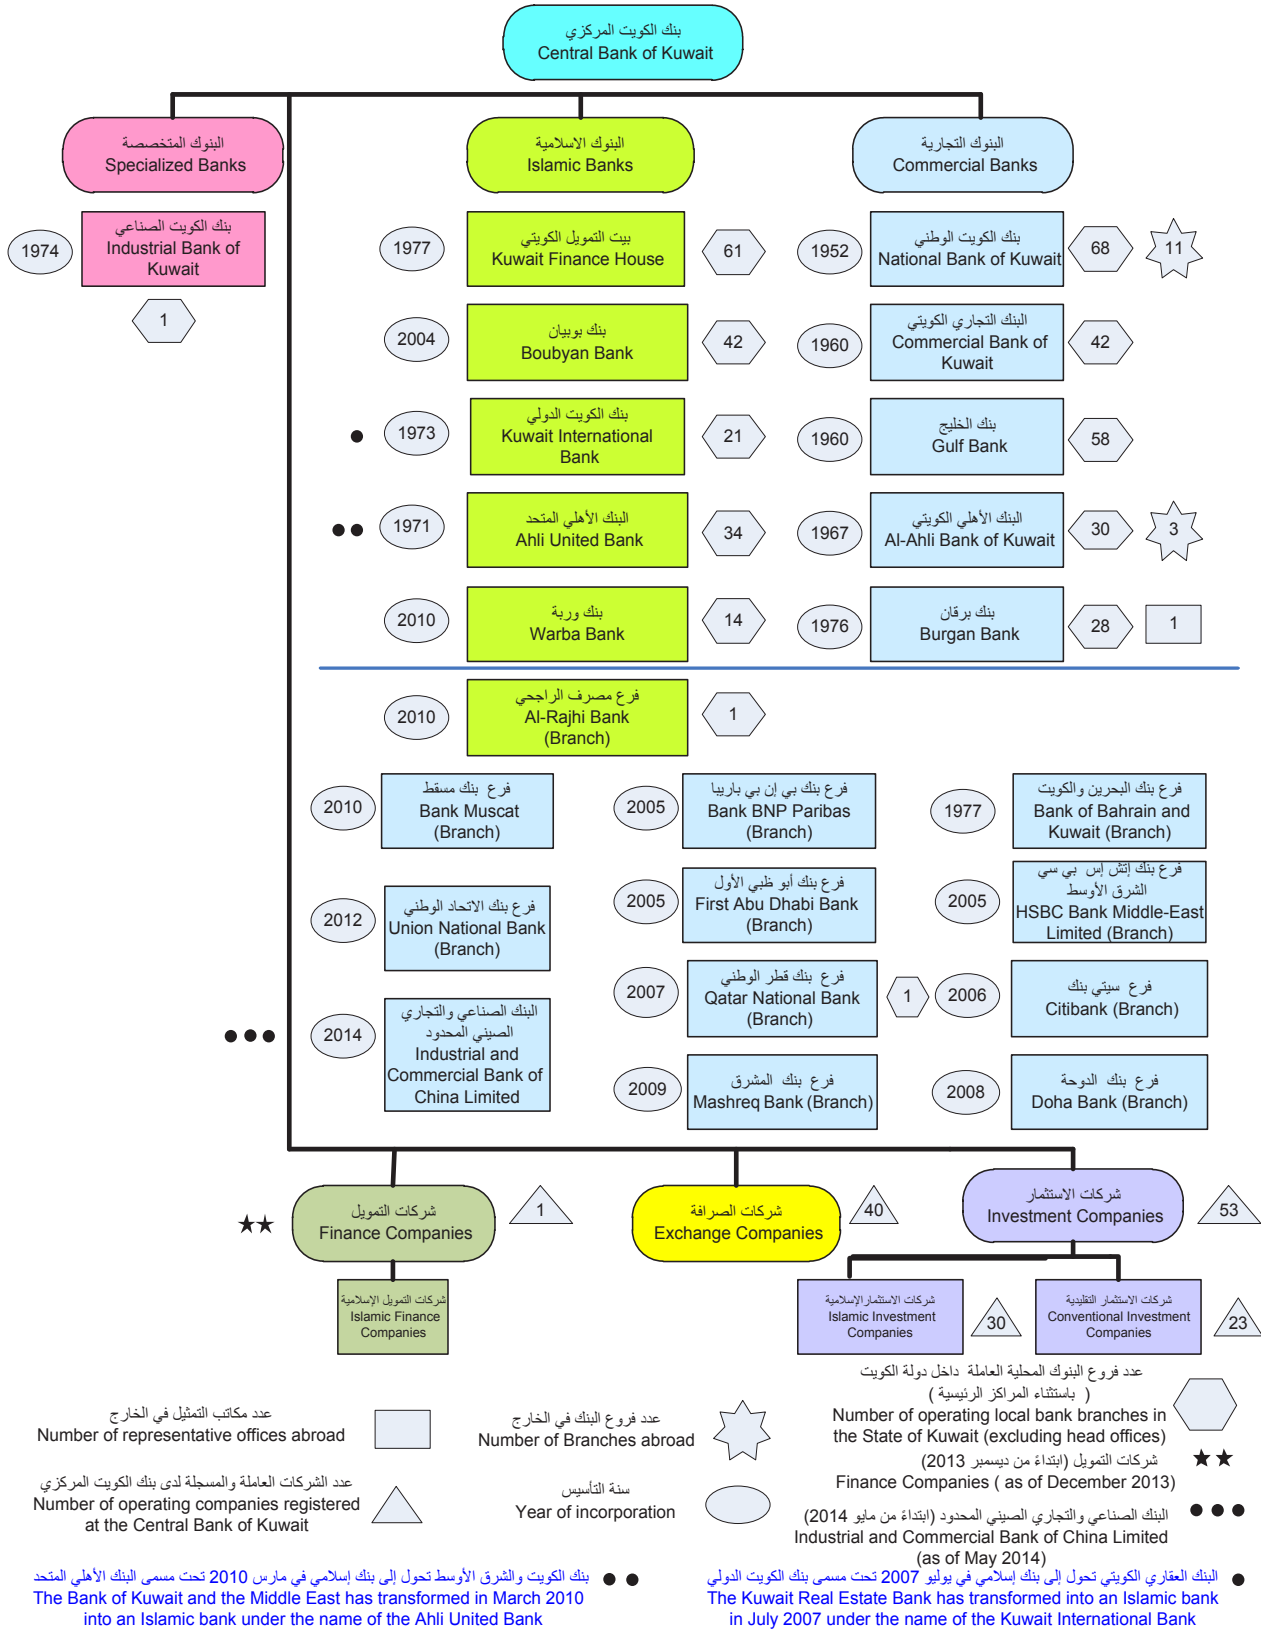 بنك الكويت المركزي
Central Bank of Kuwait
البنوك المتخصصة
Specialized Banks
البنوك الاسلامية
Islamic Banks
البنوك التجارية
Commercial Banks
1974
بنك الكويت الصناعي
Industrial Bank of
Kuwait
1
1977
بيت التمويل الكويتي
Kuwait Finance House
61
1952
بنك الكويت الوطني
National Bank of Kuwait
68
11
2004
بنك بوبيان
Boubyan Bank
42
1960
البنك التجاري الكويتي
Commercial Bank of
Kuwait
42
● 1973
بنك الكويت الدولي
Kuwait International
Bank
21
1960
بنك الخليج
Gulf Bank
58
●● 1971
البنك الأهلي المتحد
Ahli United Bank
34
1967
البنك الأهلي الكويتي
Al-Ahli Bank of Kuwait
30
3
2010
بنك وربة
Warba Bank
14
1976
بنك برقان
Burgan Bank
28
1
2010
فرع مصرف الراجحي
Al-Rajhi Bank
(Branch)
1
2010
فرع بنك مسقط
Bank Muscat
(Branch)
2005
فرع بنك بي إن بي باريبا
Bank BNP Paribas
(Branch)
1977
فرع بنك البحرين والكويت
Bank of Bahrain and
Kuwait (Branch)
2012
فرع بنك الاتحاد الوطني
Union National Bank
(Branch)
2005
فرع بنك أبو ظبي الأول
First Abu Dhabi Bank
(Branch)
2005
فرع بنك إتش إس بي سي
الشرق الأوسط
HSBC Bank Middle-East
Limited (Branch)
2007
فرع بنك قطر الوطني
Qatar National Bank
(Branch)
1
2006
فرع سيتي بنك
Citibank (Branch)
●●● 2014
البنك الصناعي والتجاري
الصيني المحدود
Industrial and
Commercial Bank of
China Limited
2009
فرع بنك المشرق
Mashreq Bank (Branch)
2008
فرع بنك الدوحة
Doha Bank (Branch)
★★
شركات التمويل
Finance Companies
1
شركات الصرافة
Exchange Companies
40
شركات الاستثمار
Investment Companies
53
شركات التمويل الإسلامية
Islamic Finance
Companies
شركات الاستثمار الإسلامية
Islamic Investment
Companies
30
شركات الاستثمار التقليدية
Conventional Investment
Companies
23
عدد فروع البنوك المحلية العاملة داخل دولة الكويت
( باستثناء المراكز الرئيسية )
Number of operating local bank branches in
the State of Kuwait (excluding head offices)
عدد فروع البنك في الخارج
Number of Branches abroad
عدد مكاتب التمثيل في الخارج
Number of representative offices abroad
★★ شركات التمويل (ابتداءً من ديسمبر 2013)
Finance Companies ( as of December 2013)
سنة التأسيس
Year of incorporation
عدد الشركات العاملة والمسجلة لدى بنك الكويت المركزي
Number of operating companies registered
at the Central Bank of Kuwait
●●● البنك الصناعي والتجاري الصيني المحدود (ابتداءً من مايو 2014)
Industrial and Commercial Bank of China Limited
(as of May 2014)
● البنك العقاري الكويتي تحول إلى بنك إسلامي في يوليو 2007 تحت مسمى بنك الكويت الدولي
The Kuwait Real Estate Bank has transformed into an Islamic bank
in July 2007 under the name of the Kuwait International Bank
●● بنك الكويت والشرق الأوسط تحول إلى بنك إسلامي في مارس 2010 تحت مسمى البنك الأهلي المتحد
The Bank of Kuwait and the Middle East has transformed in March 2010
into an Islamic bank under the name of the Ahli United Bank